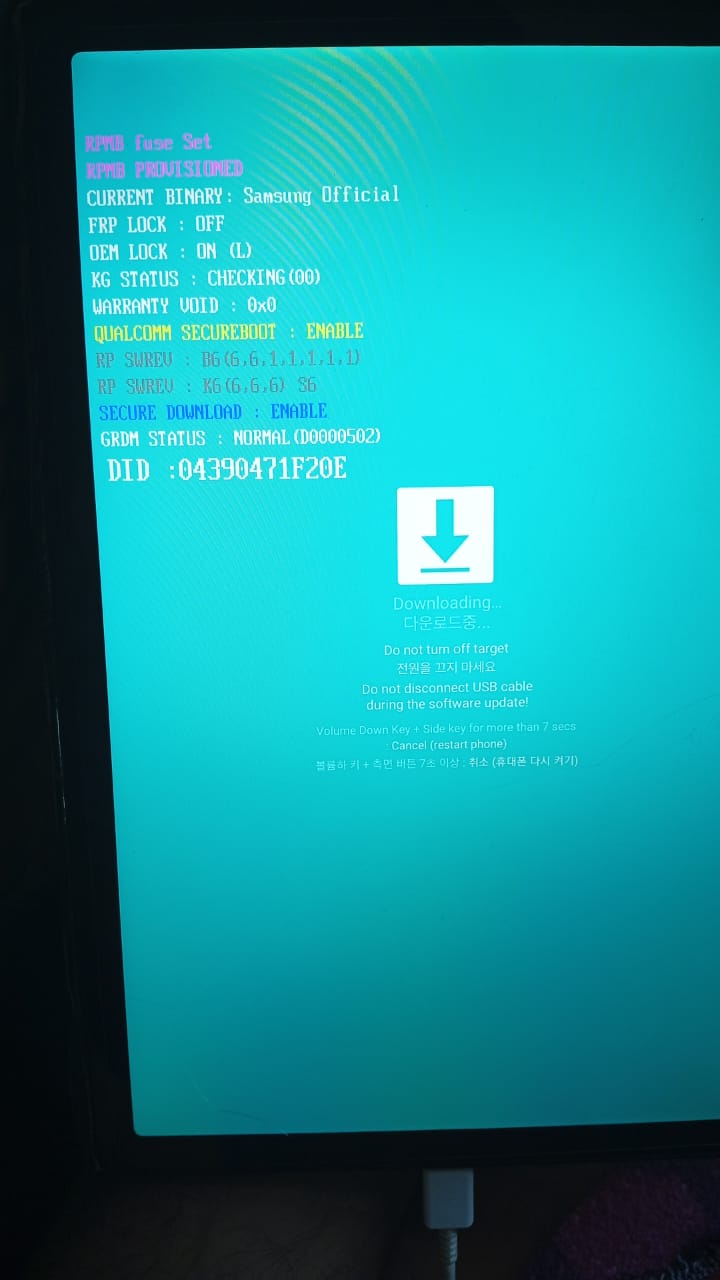 RPMB fuse Set
RPMB PROVISIONED
CURRENT BINARY: Samsung Official
FRP LOCK : OFF
OEM LOCK : ON (L)
KG STATUS : CHECKING(00)
WARRANTY VOID : 0x0
QUALCOMM SECUREBOOT : ENABLE
RP SWREV : B6(6,6,1,1,1,1,1)
RP SWREV : K6(6,6,6) S6
SECURE DOWNLOAD : ENABLE
GRDM STATUS : NORMAL(D0000502)
DID :04390471F20E
Downloading...
다운로드중...
Do not turn off target
전원을 끄지 마세요
Do not disconnect USB cable
during the software update!
Volume Down Key + Side key for more than 7 secs
: Cancel (restart phone)
볼륨하 키 + 측면 버튼 7초 이상 : 취소 (휴대폰 다시 켜기)